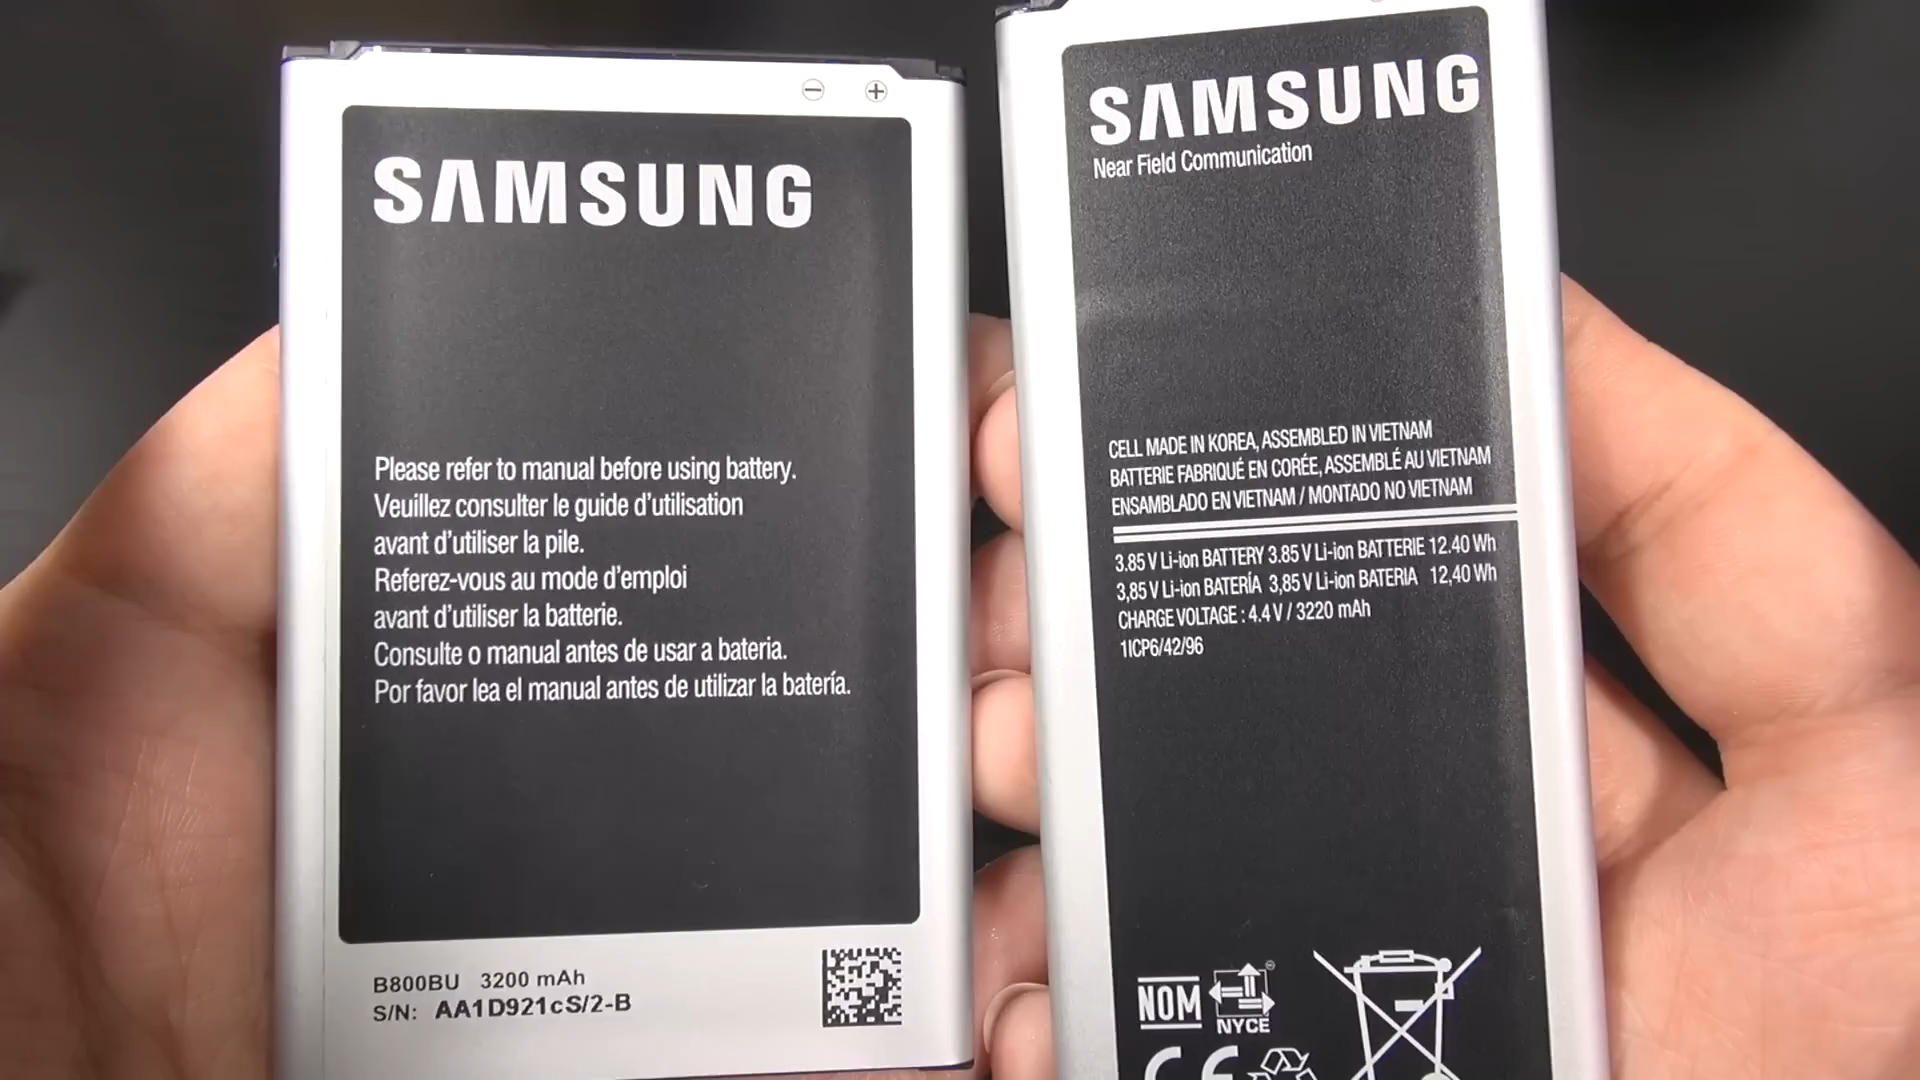 SAMSUNG
Please refer to manual before using battery.
Veuillez consulter le guide d'utilisation
avant d'utiliser la pile.
Referez-vous au mode d'emploi
avant d'utiliser la batterie.
Consulte o manual antes de usar a bateria.
Por favor lea el manual antes de utilizar la batería.
B800BU 3200 mAh
S/N: AA1D921cS/2-B
SAMSUNG
Near Field Communication
CELL MADE IN KOREA, ASSEMBLED IN VIETNAM
BATTERIE FABRIQUÉ EN CORÉE, ASSEMBLÉ AU VIETNAM
ENSAMBLADO EN VIETNAM / MONTADO NO VIETNAM
3.85 V Li-ion BATTERY 3.85 V Li-ion BATTERIE 12.40 Wh
3,85 V Li-ion BATERÍA 3,85 V Li-ion BATERIA 12,40 Wh
CHARGE VOLTAGE : 4.4 V / 3220 mAh
1ICP6/42/96
NOM
NYCE
CE